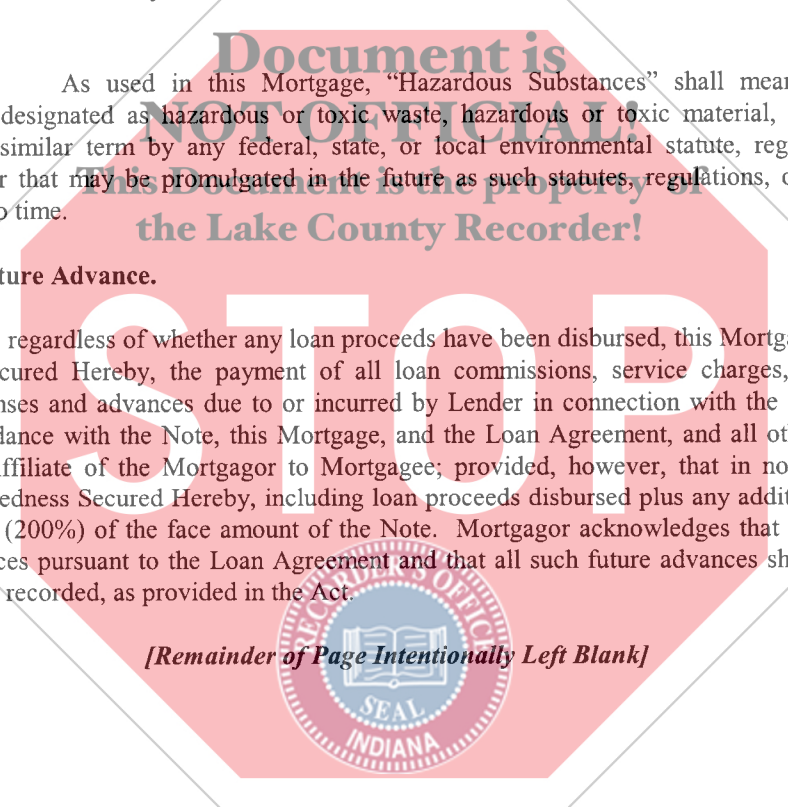 Document is
As used in this Mortgage, “Hazardous Substances” shall mean
designated as hazardous or toxic waste, hazardous or toxic material,
NOT OFFICIAL!
similar term by any federal, state, or local environmental statute, reg
r that may be promulgated in the future as such statutes, regulations, o
This Document is the property of
o time.
the Lake County Recorder!
ture Advance.
STOP
regardless of whether any loan proceeds have been disbursed, this Mortga
cured Hereby, the payment of all loan commissions, service charges,
nses and advances due to or incurred by Lender in connection with the
dance with the Note, this Mortgage, and the Loan Agreement, and all ot
affiliate of the Mortgagor to Mortgagee; provided, however, that in no
edness Secured Hereby, including loan proceeds disbursed plus any addit
(200%) of the face amount of the Note. Mortgagor acknowledges that
ces pursuant to the Loan Agreement and that all such future advances sh
recorded, as provided in the Act.
RECORDER'S OFFICE
[Remainder of Page Intentionally Left Blank]
SEAL
INDIANA